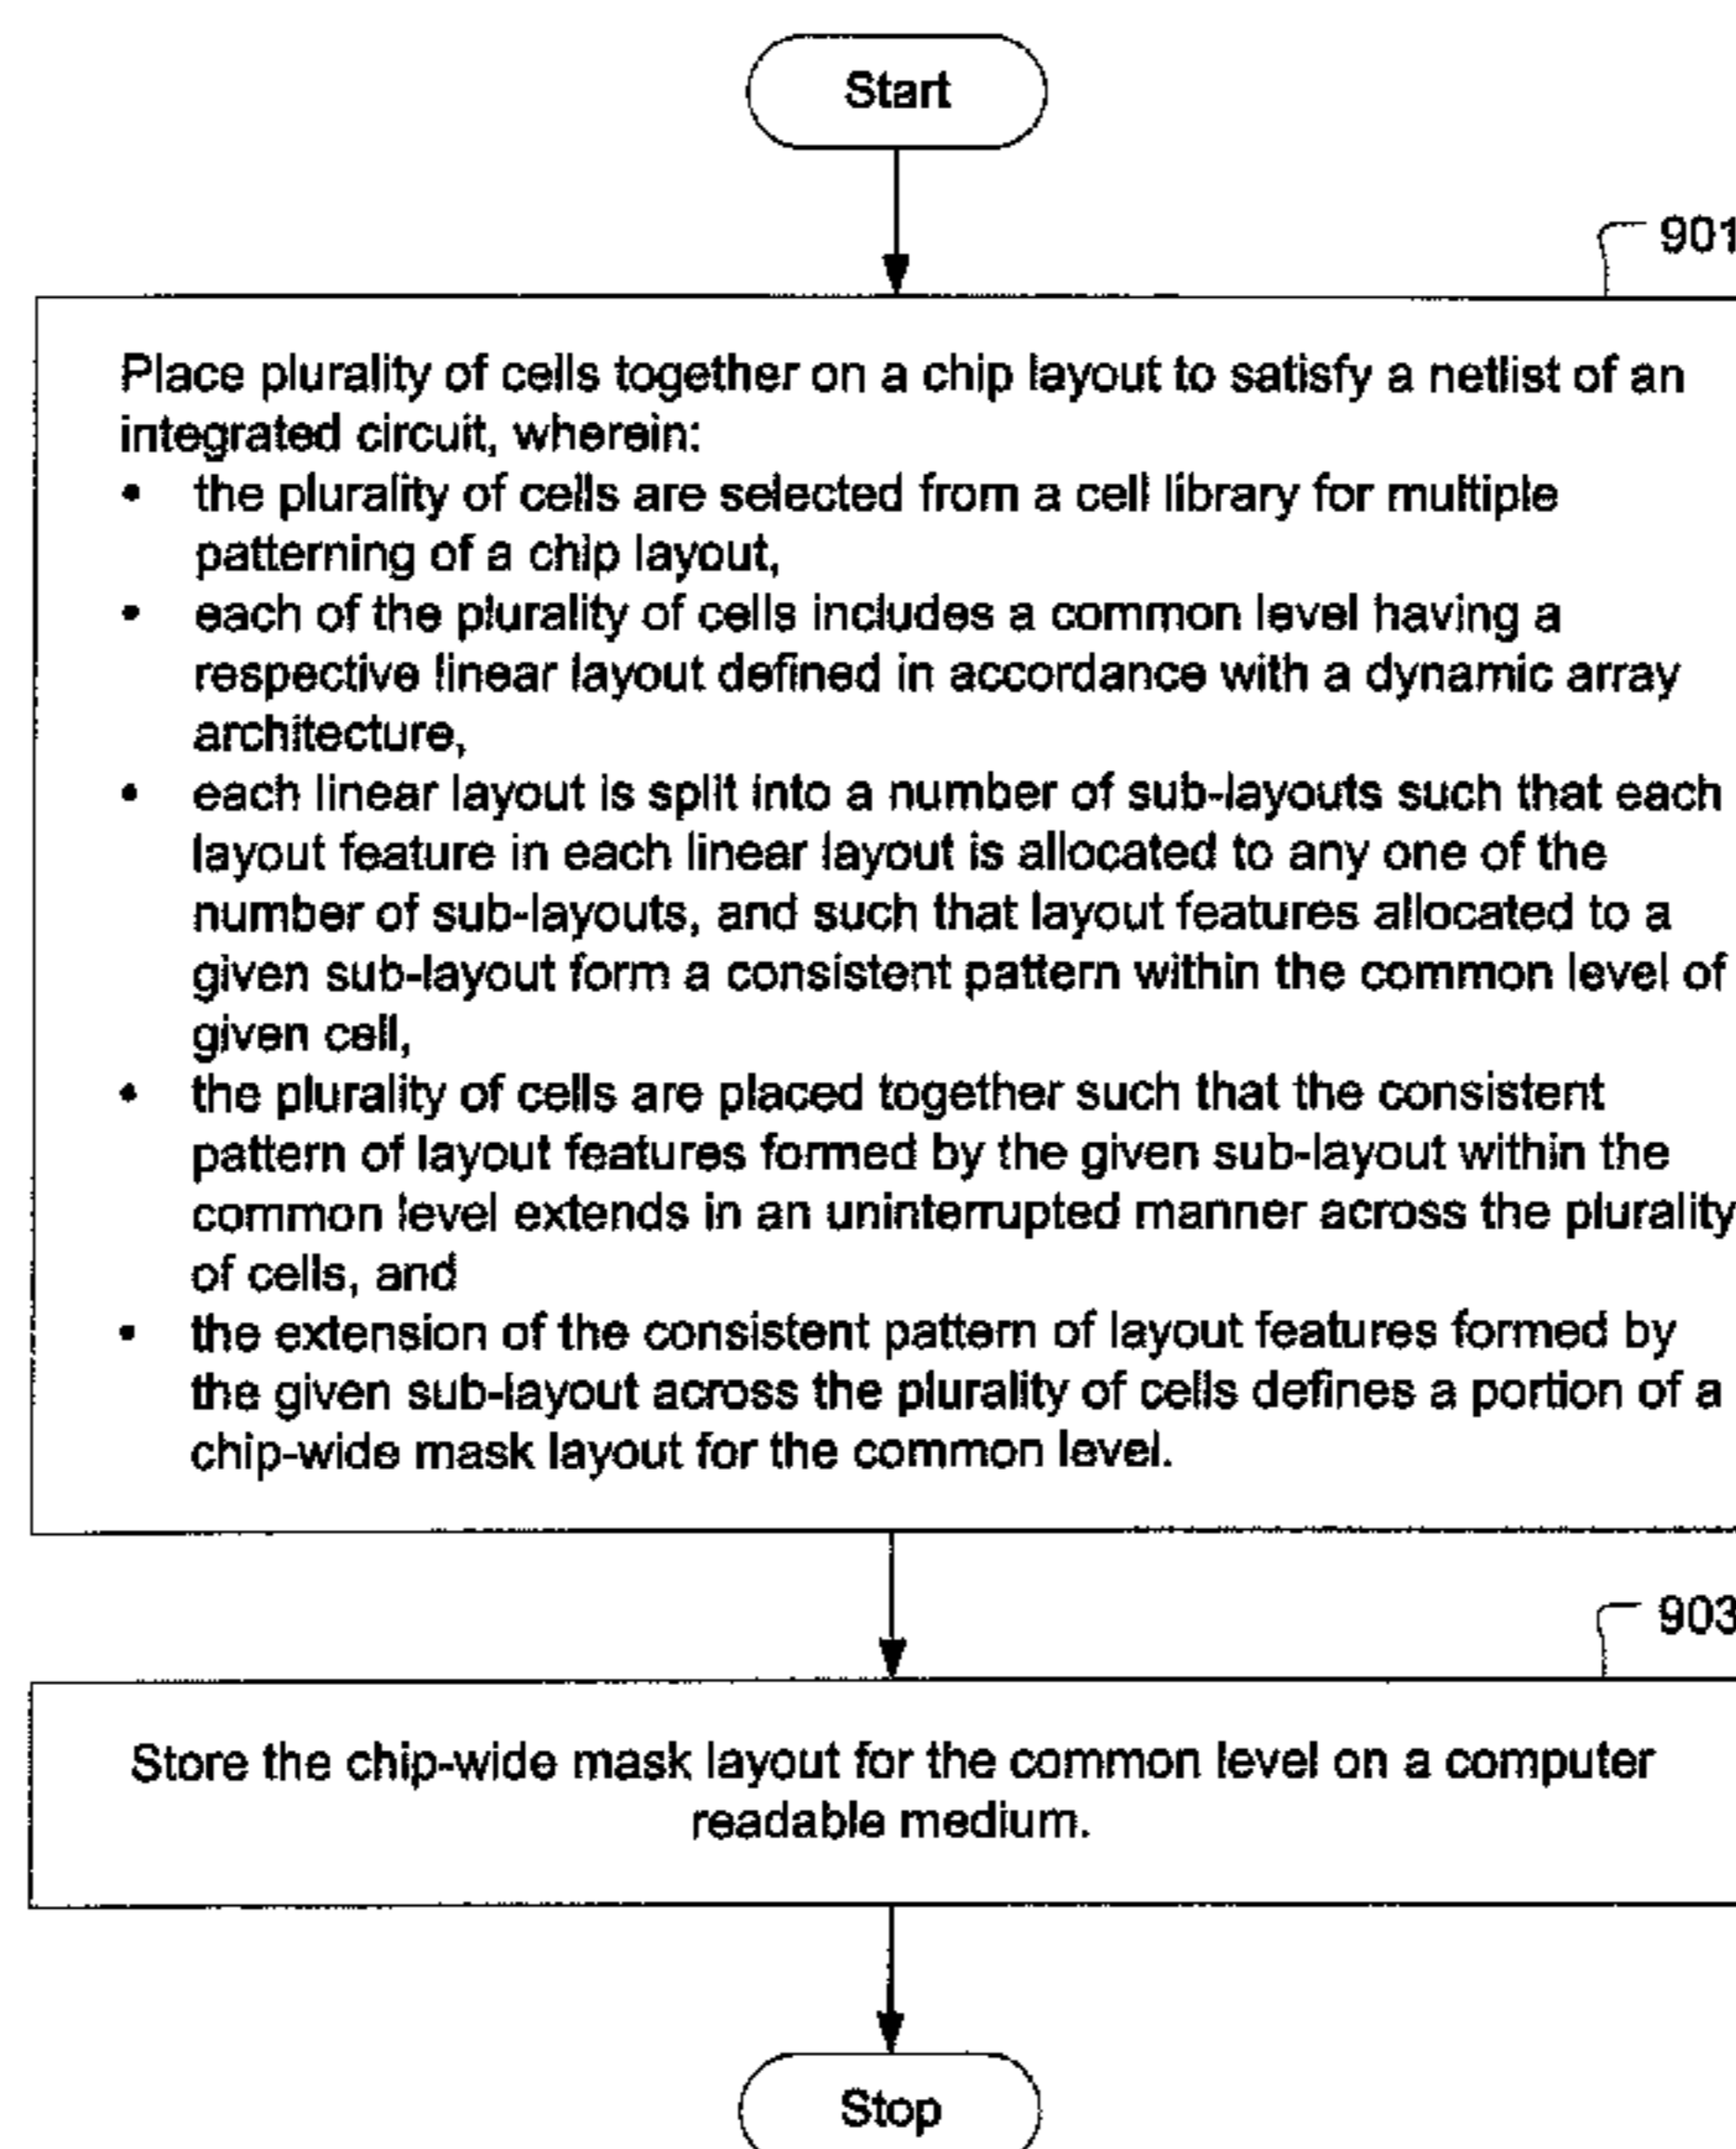 Start
901
Place plurality of cells together on a chip layout to satisfy a netlist of an
integrated circuit, wherein:
• the plurality of cells are selected from a cell library for multiple
patterning of a chip layout,
• each of the plurality of cells includes a common level having a
respective linear layout defined in accordance with a dynamic array
architecture,
• each linear layout is split into a number of sub-layouts such that each
layout feature in each linear layout is allocated to any one of the
number of sub-layouts, and such that layout features allocated to a
given sub-layout form a consistent pattern within the common level of
given cell,
• the plurality of cells are placed together such that the consistent
pattern of layout features formed by the given sub-layout within the
common level extends in an uninterrupted manner across the plurality
of cells, and
• the extension of the consistent pattern of layout features formed by
the given sub-layout across the plurality of cells defines a portion of a
chip-wide mask layout for the common level.
903
Store the chip-wide mask layout for the common level on a computer
readable medium.
Stop